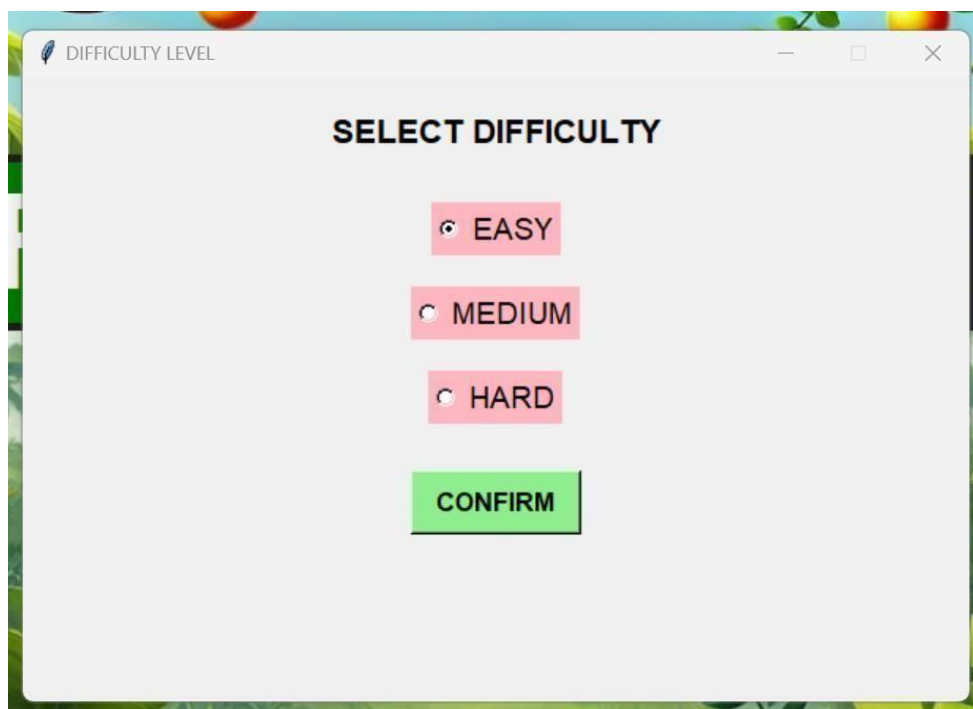 DIFFICULTY LEVEL
SELECT DIFFICULTY
EASY
MEDIUM
HARD
CONFIRM